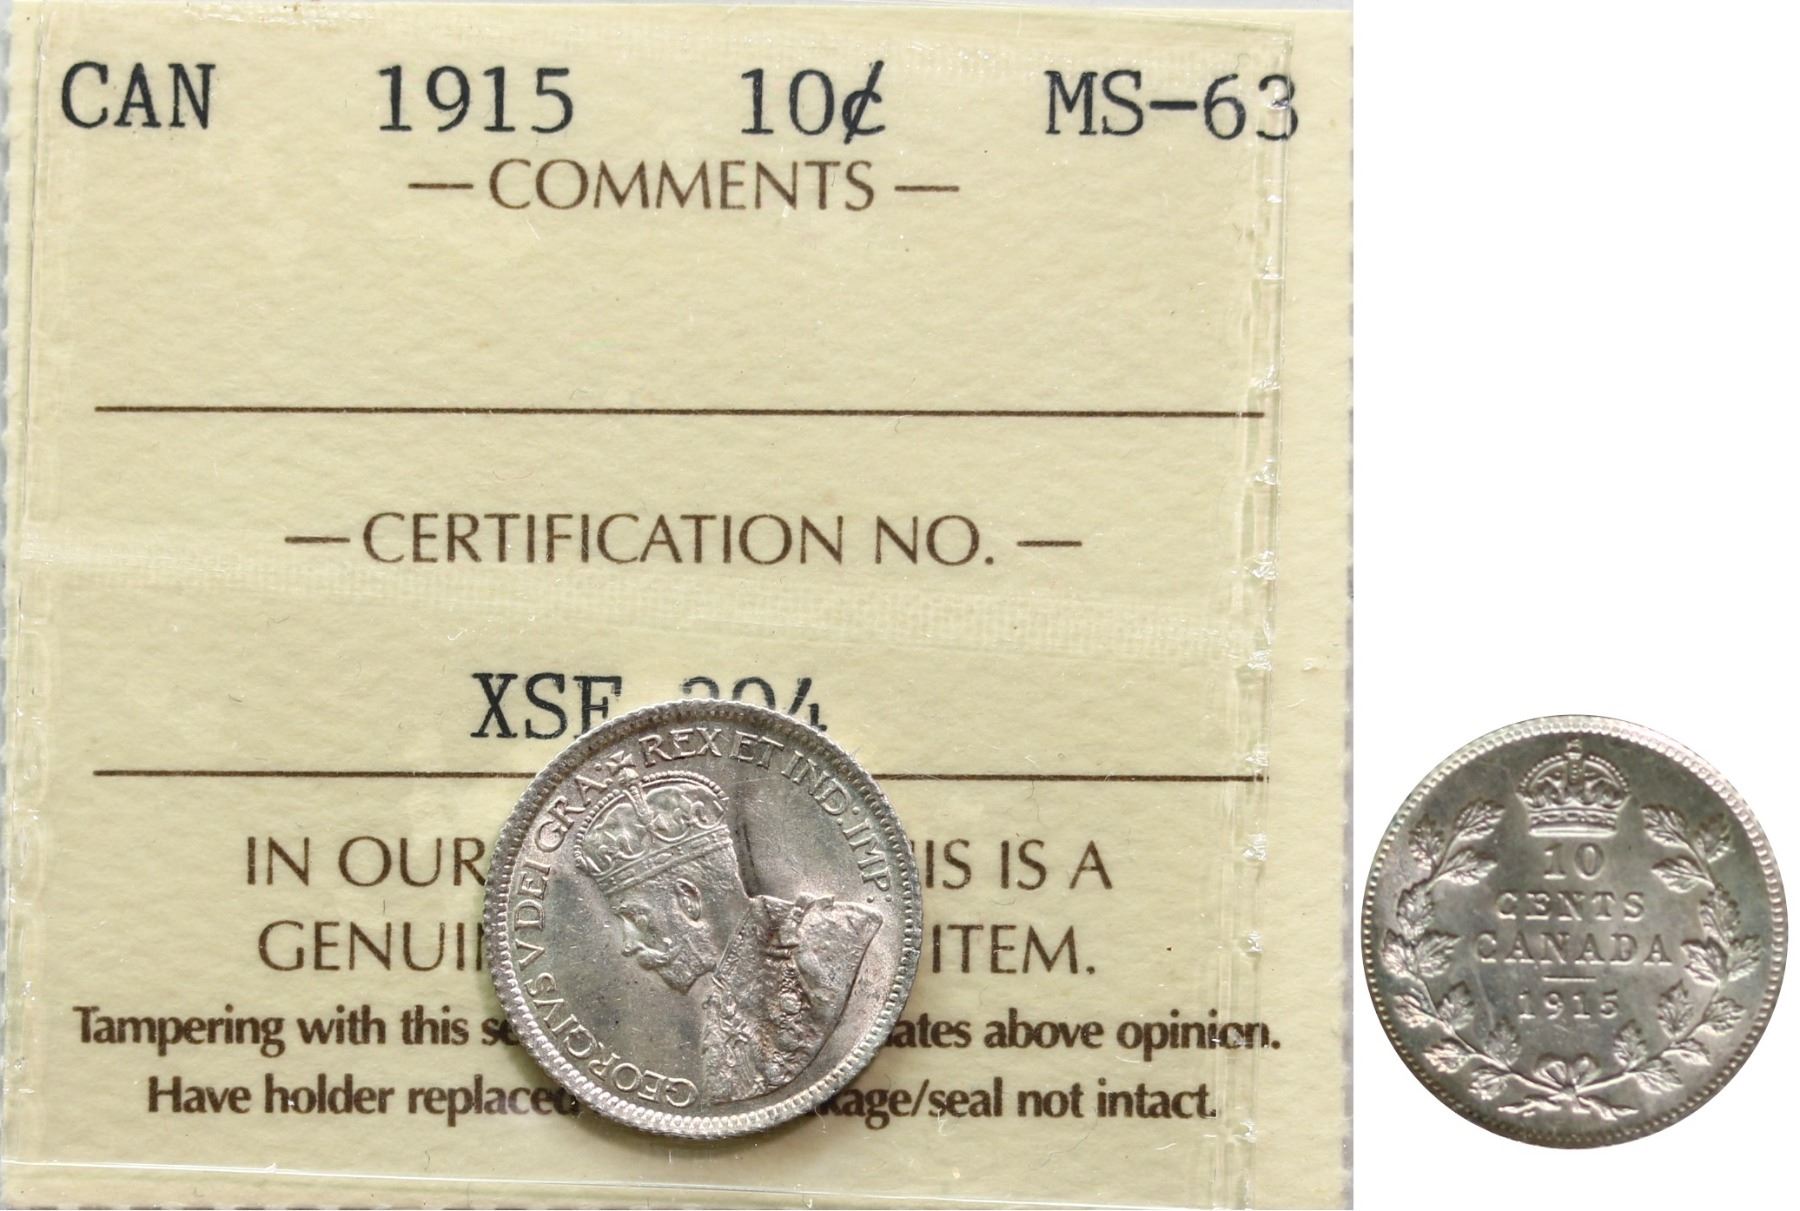 CAN 1915 10¢ MS-63
— COMMENTS —
— CERTIFICATION NO. —
IN OUR IS IS A
GENUI ITEM.
Tampering with this se ates above opinion.
Have holder replaced kage/seal not intact.
GEORGIVS V DEI GRA: REX ET IND: IMP:
10
CENTS
CANADA
1915